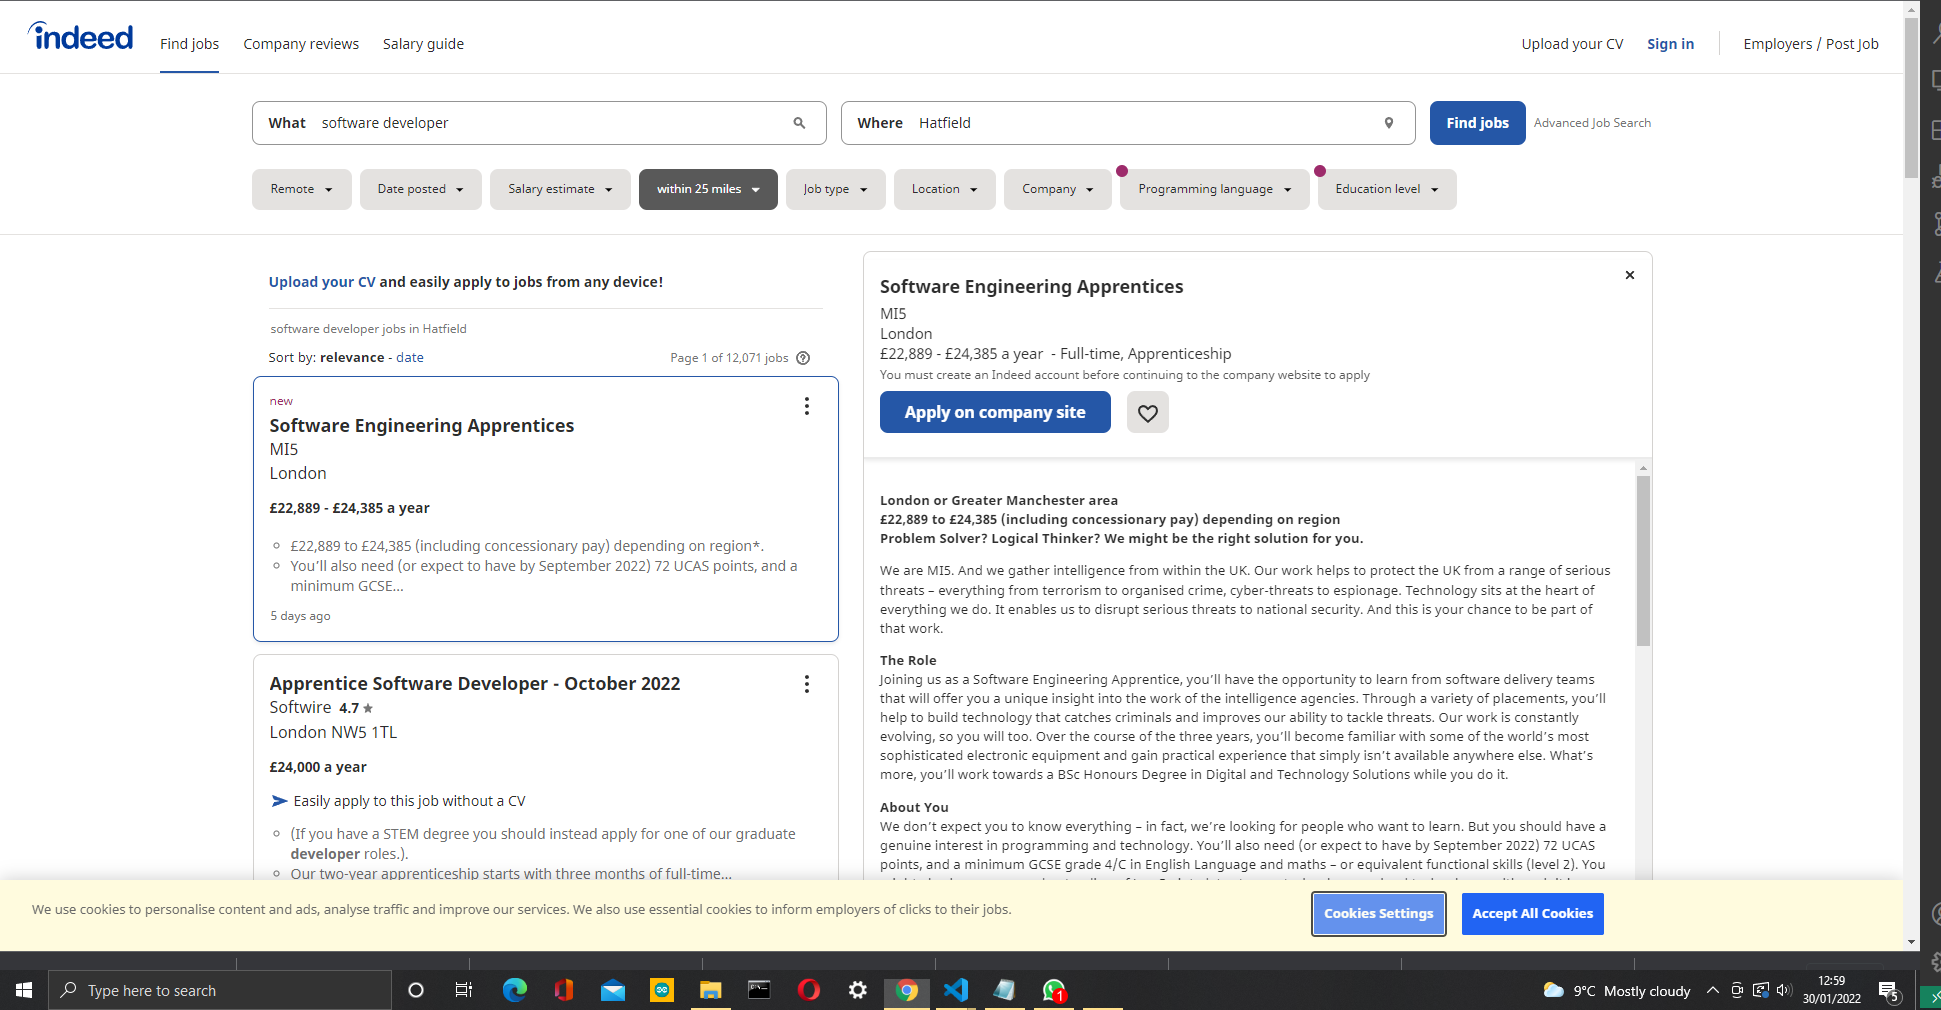 indeed
Find jobs
Company reviews
Salary guide
Upload your CV
Sign in
Employers / Post Job
What software developer
Where Hatfield
Find jobs
Advanced Job Search
Remote
Date posted
Salary estimate
within 25 miles
Job type
Location
Company
Programming language
Education level
Upload your CV and easily apply to jobs from any device!
software developer jobs in Hatfield
Sort by: relevance - date
Page 1 of 12,071 jobs
new
Software Engineering Apprentices
MI5
London
£22,889 - £24,385 a year
£22,889 to £24,385 (including concessionary pay) depending on region*.
You’ll also need (or expect to have by September 2022) 72 UCAS points, and a
minimum GCSE…
5 days ago
Apprentice Software Developer - October 2022
Softwire 4.7
London NW5 1TL
£24,000 a year
Easily apply to this job without a CV
(If you have a STEM degree you should instead apply for one of our graduate
developer roles.).
Our two-year apprenticeship starts with three months of full-time…
Software Engineering Apprentices
MI5
London
£22,889 - £24,385 a year - Full-time, Apprenticeship
You must create an Indeed account before continuing to the company website to apply
Apply on company site
London or Greater Manchester area
£22,889 to £24,385 (including concessionary pay) depending on region
Problem Solver? Logical Thinker? We might be the right solution for you.
We are MI5. And we gather intelligence from within the UK. Our work helps to protect the UK from a range of serious
threats – everything from terrorism to organised crime, cyber-threats to espionage. Technology sits at the heart of
everything we do. It enables us to disrupt serious threats to national security. And this is your chance to be part of
that work.
The Role
Joining us as a Software Engineering Apprentice, you’ll have the opportunity to learn from software delivery teams
that will offer you a unique insight into the work of the intelligence agencies. Through a variety of placements, you’ll
help to build technology that catches criminals and improves our ability to tackle threats. Our work is constantly
evolving, so you will too. Over the course of the three years, you’ll become familiar with some of the world’s most
sophisticated electronic equipment and gain practical experience that simply isn’t available anywhere else. What’s
more, you’ll work towards a BSc Honours Degree in Digital and Technology Solutions while you do it.
About You
We don’t expect you to know everything – in fact, we’re looking for people who want to learn. But you should have a
genuine interest in programming and technology. You’ll also need (or expect to have by September 2022) 72 UCAS
points, and a minimum GCSE grade 4/C in English Language and maths – or equivalent functional skills (level 2). You
We use cookies to personalise content and ads, analyse traffic and improve our services. We also use essential cookies to inform employers of clicks to their jobs.
Cookies Settings
Accept All Cookies
Type here to search
1
9°C Mostly cloudy
12:59
30/01/2022
5